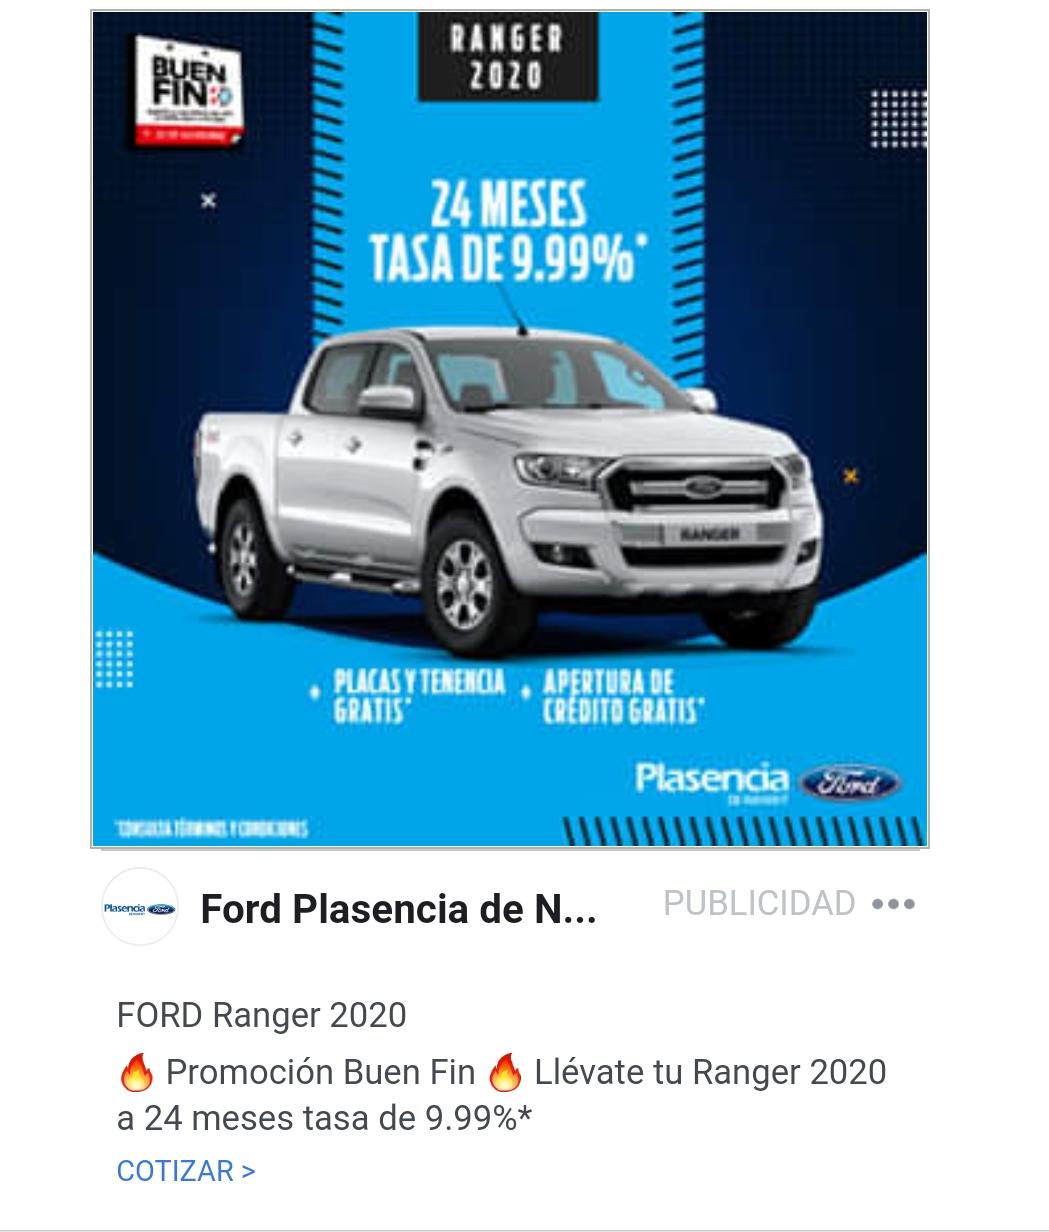 BUEN
FIN
RANGER
2020
24 MESES
TASA DE 9.99%*
RANGER
PLACAS Y TENENCIA
GRATIS*
APERTURA DE
CRÉDITO GRATIS*
Plasencia
Ford
*CONSULTA TÉRMINOS Y CONDICIONES
Plasencia Ford
Ford Plasencia de N...
PUBLICIDAD
FORD Ranger 2020
🔥 Promoción Buen Fin 🔥 Llévate tu Ranger 2020
a 24 meses tasa de 9.99%*
COTIZAR >